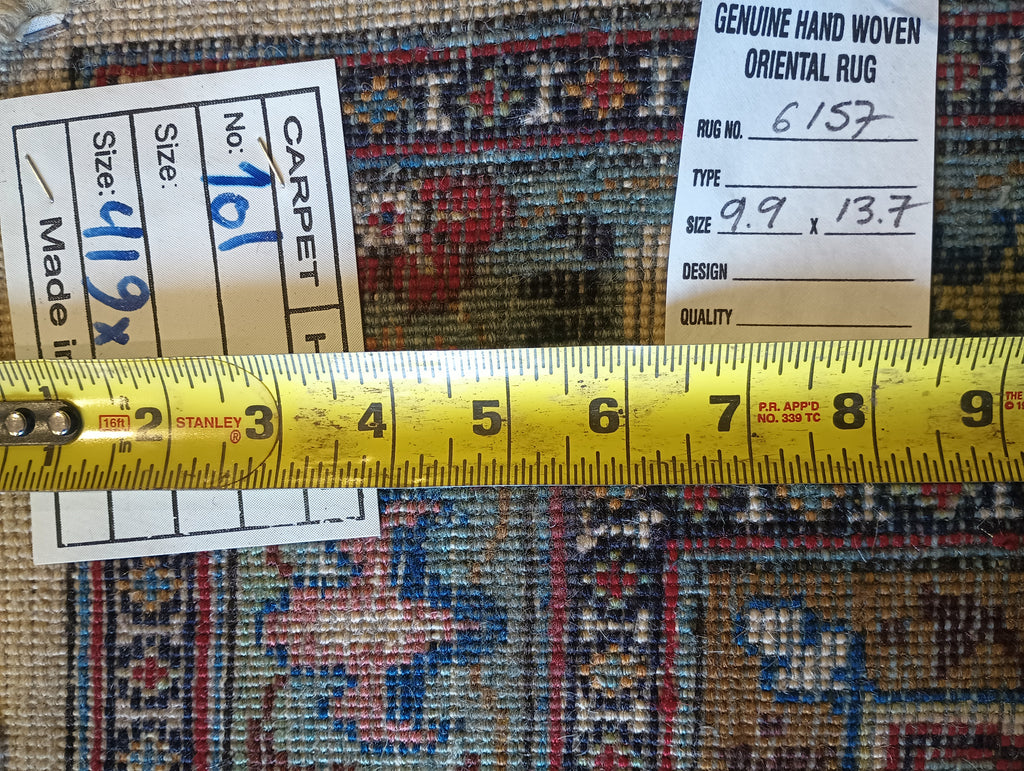 CARPET
No: 101
Size:
Size: 419x
Made in
GENUINE HAND WOVEN
ORIENTAL RUG
RUG NO. 6157
TYPE
SIZE 9.9 x 13.7
DESIGN
QUALITY
1 16ft 2 STANLEY® 3 4 5 6 7 P.R. APP'D 8 9 THE
NO. 339 TC